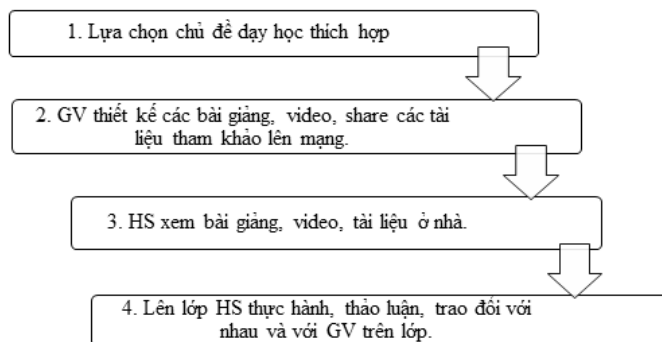 1. Lựa chọn chủ đề dạy học thích hợp
2. GV thiết kế các bài giảng, video, share các tài
liệu tham khảo lên mạng.
3. HS xem bài giảng, video, tài liệu ở nhà.
4. Lên lớp HS thực hành, thảo luận, trao đổi với
nhau và với GV trên lớp.